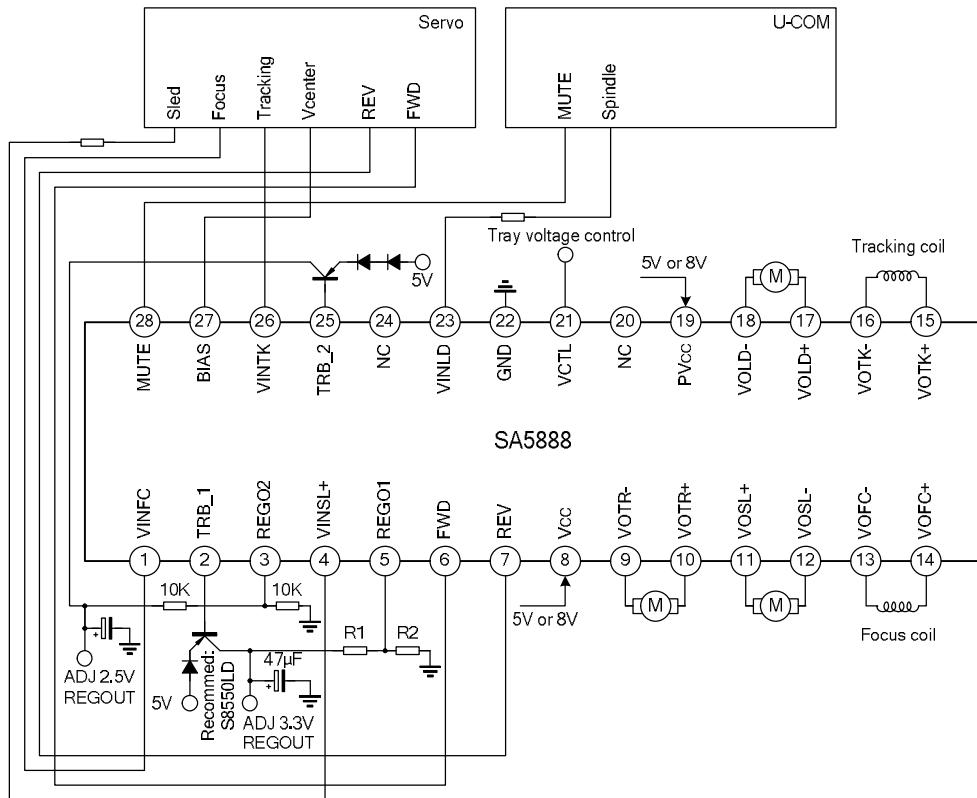 Servo
U-COM
Sled
Focus
Tracking
Vcenter
REV
FWD
MUTE
Spindle
Tray voltage control
5V
5V or 8V
M
Tracking coil
28
27
26
25
24
23
22
21
20
19
18
17
16
15
MUTE
BIAS
VINTK
TRB_2
NC
VINLD
GND
VCTL
NC
PVcc
VOLD-
VOLD+
VOTK-
VOTK+
SA5888
VINFC
TRB_1
REGO2
VINSL+
REGO1
FWD
REV
Vcc
VOTR-
VOTR+
VOSL+
VOSL-
VOFC-
VOFC+
1
2
3
4
5
6
7
8
9
10
11
12
13
14
10K
10K
5V or 8V
M
M
Focus coil
R1
R2
+
ADJ 2.5V
REGOUT
5V
Recommed:
S8550LD
47µF
+
ADJ 3.3V
REGOUT